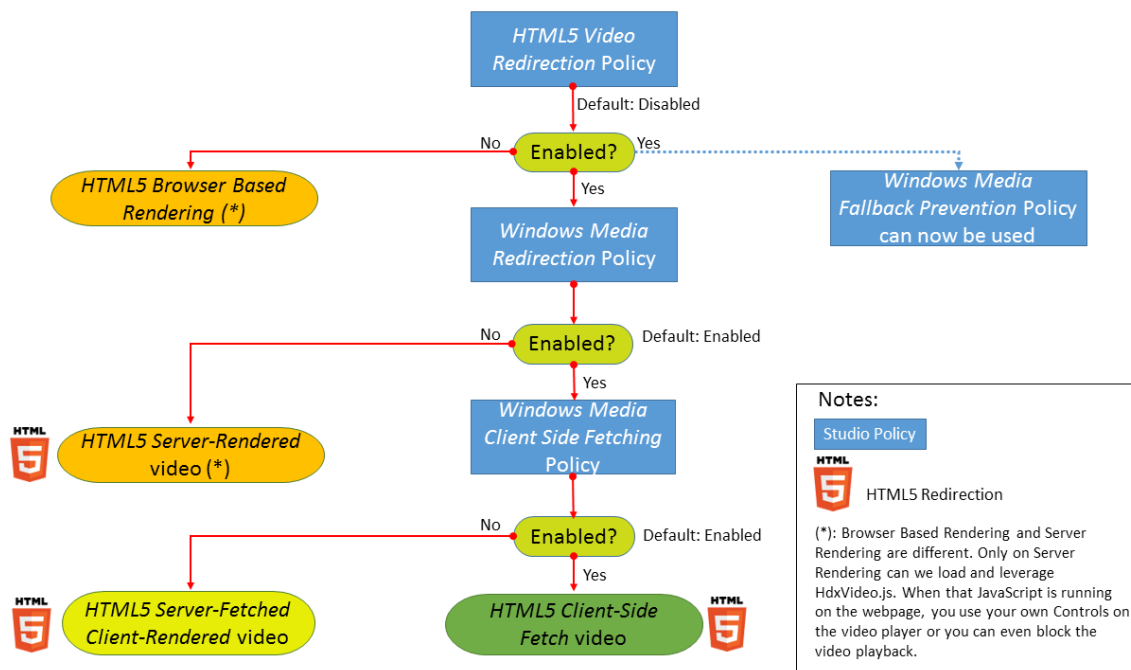 HTML5 Video
Redirection Policy
Default: Disabled
No
Enabled?
Yes
HTML5 Browser Based
Rendering (*)
Yes
Windows Media
Fallback Prevention Policy
can now be used
Windows Media
Redirection Policy
No
Enabled?
Default: Enabled
Yes
HTML
5
HTML5 Server-Rendered
video (*)
Windows Media
Client Side Fetching
Policy
No
Enabled?
Default: Enabled
Yes
HTML
5
HTML5 Server-Fetched
Client-Rendered video
HTML5 Client-Side
Fetch video
HTML
5
Notes:
Studio Policy
HTML
5
HTML5 Redirection
(*): Browser Based Rendering and Server
Rendering are different. Only on Server
Rendering can we load and leverage
HdxVideo.js. When that JavaScript is running
on the webpage, you use your own Controls on
the video player or you can even block the
video playback.